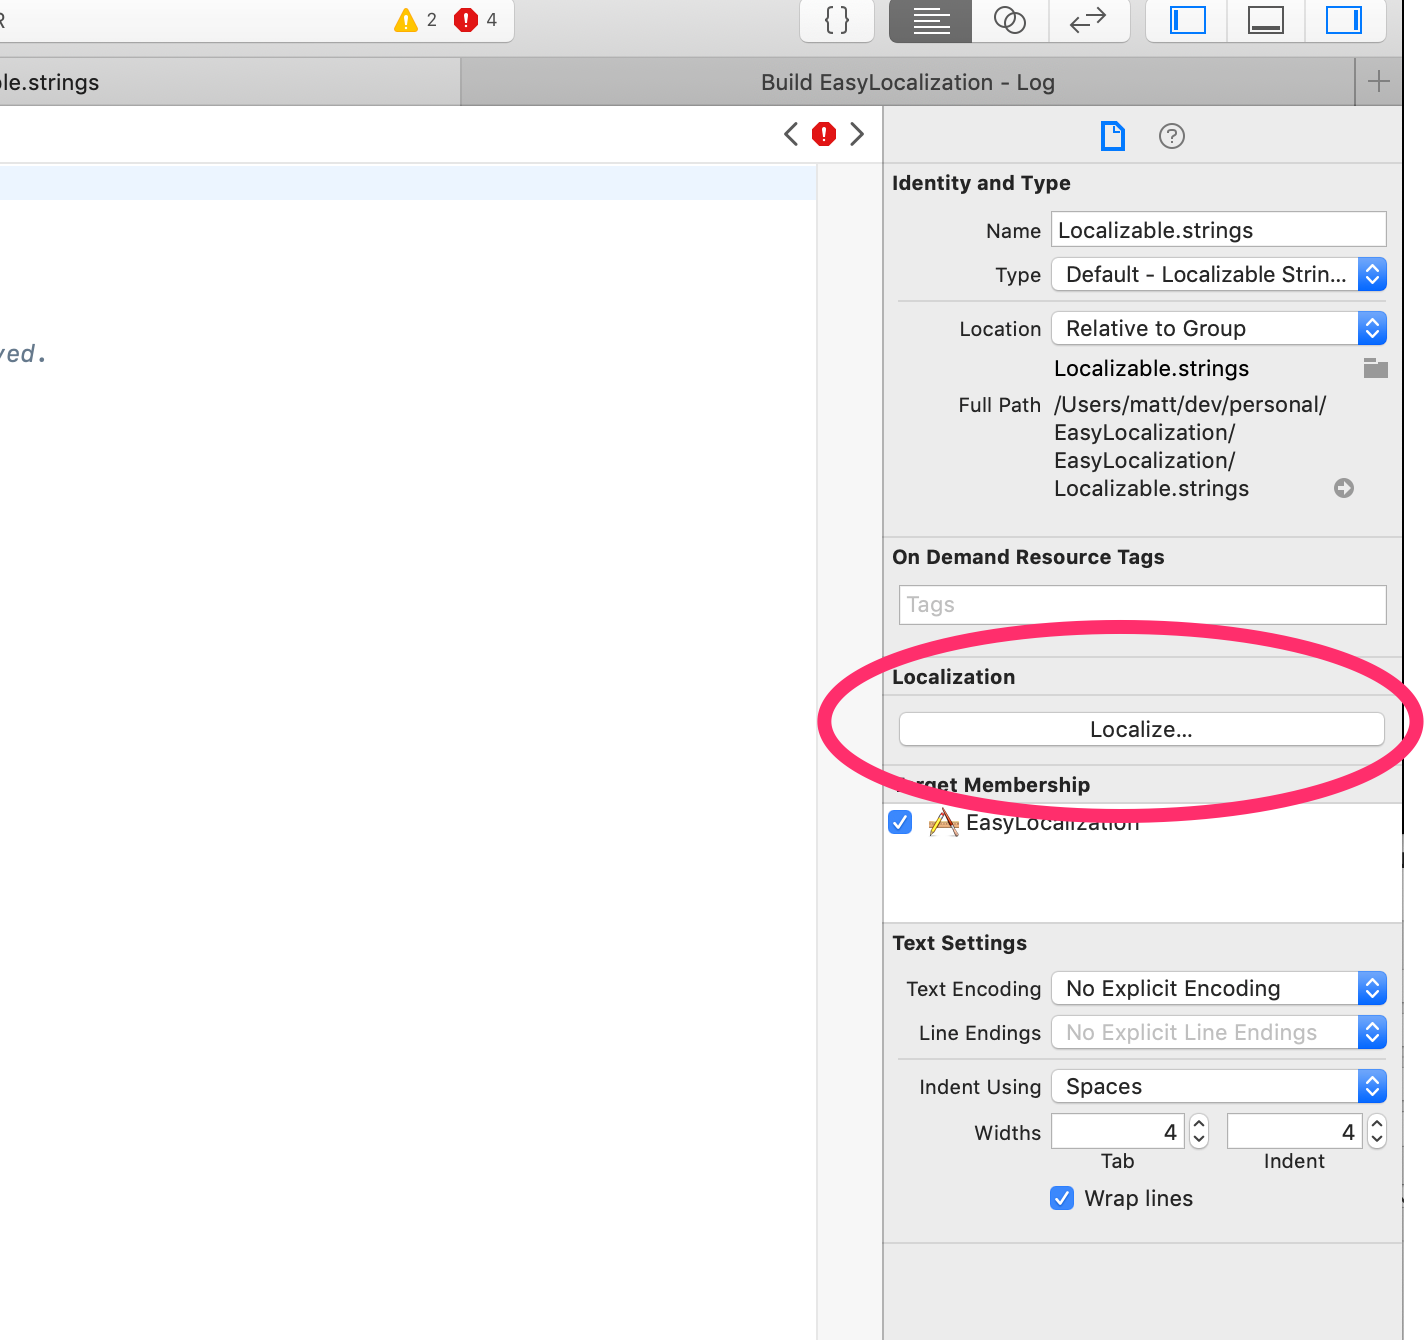 2 4
{ }
le.strings
Build EasyLocalization - Log
Identity and Type
Name Localizable.strings
Type Default - Localizable Strin...
Location Relative to Group
Localizable.strings
Full Path /Users/matt/dev/personal/
EasyLocalization/
EasyLocalization/
Localizable.strings
ved.
On Demand Resource Tags
Tags
Localization
Localize...
Target Membership
EasyLocalization
Text Settings
Text Encoding No Explicit Encoding
Line Endings No Explicit Line Endings
Indent Using Spaces
Widths 4 4
Tab Indent
Wrap lines